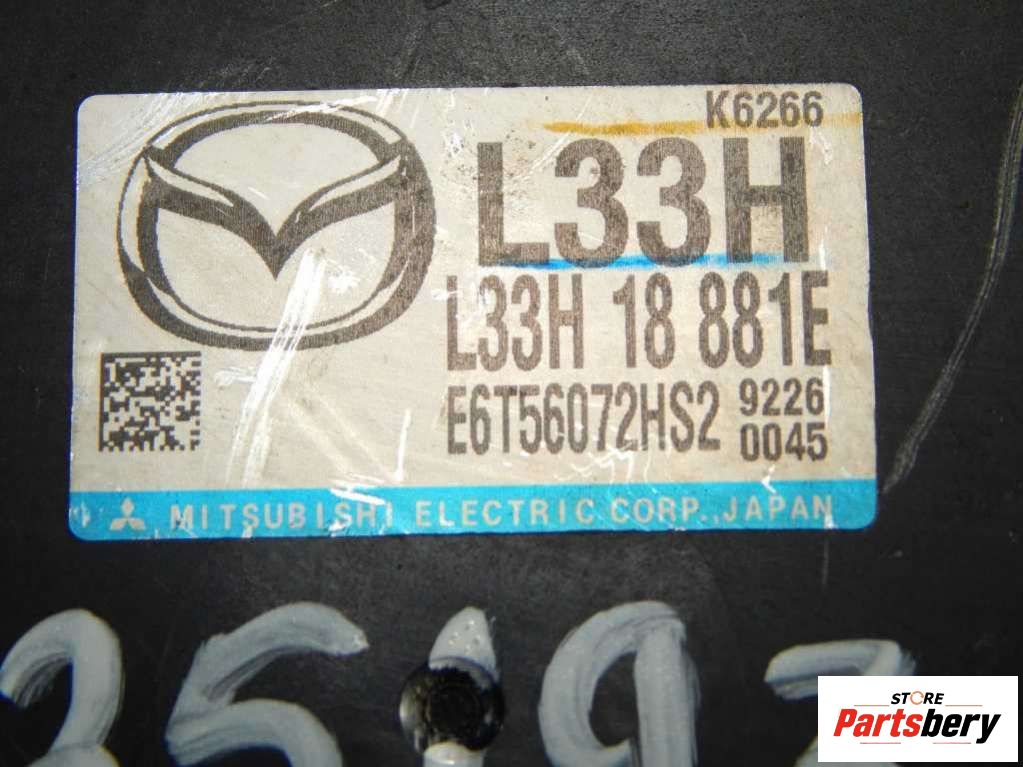 K6266
L33H
L33H 18 881E
E6T56072HS2 9226
0045
MITSUBISHI ELECTRIC CORP., JAPAN
STORE
Partsbery